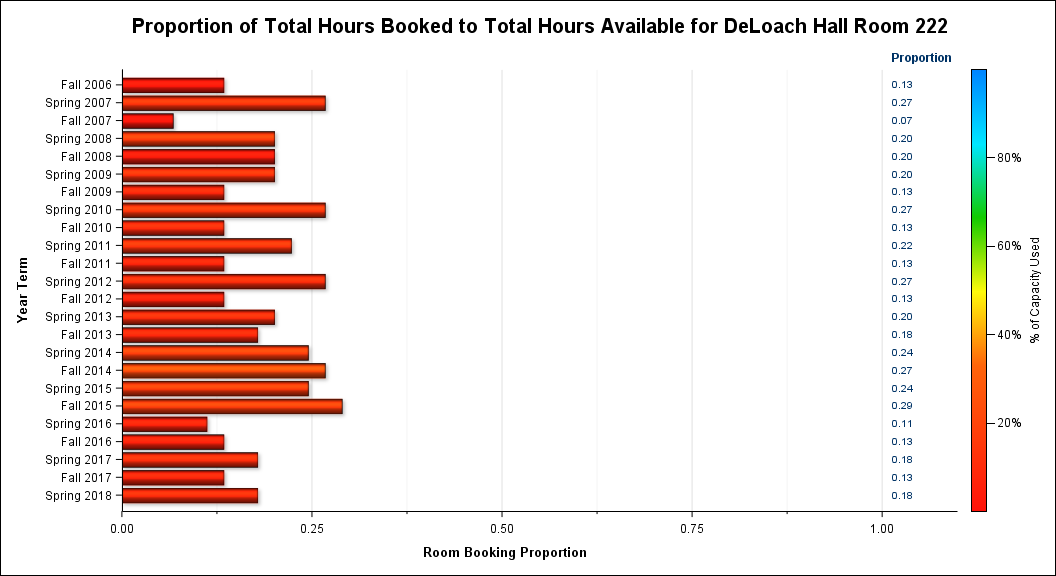 Proportion of Total Hours Booked to Total Hours Available for DeLoach Hall Room 222
Proportion
Fall 2006 0.13
Spring 2007 0.27
Fall 2007 0.07
Spring 2008 0.20
Fall 2008 0.20
Spring 2009 0.20
Fall 2009 0.13
Spring 2010 0.27
Fall 2010 0.13
Spring 2011 0.22
Fall 2011 0.13
Spring 2012 0.27
Fall 2012 0.13
Spring 2013 0.20
Fall 2013 0.18
Spring 2014 0.24
Fall 2014 0.27
Spring 2015 0.24
Fall 2015 0.29
Spring 2016 0.11
Fall 2016 0.13
Spring 2017 0.18
Fall 2017 0.13
Spring 2018 0.18
Year Term
0.00 0.25 0.50 0.75 1.00
Room Booking Proportion
80%
60%
40%
20%
% of Capacity Used